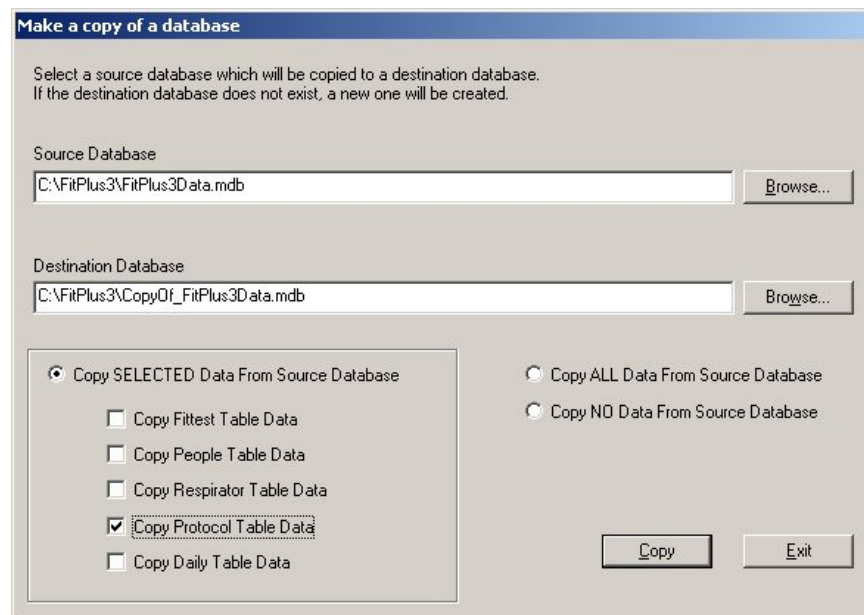 Make a copy of a database
Select a source database which will be copied to a destination database.
If the destination database does not exist, a new one will be created.
Source Database
C:\FitPlus3\FitPlus3Data.mdb
Browse...
Destination Database
C:\FitPlus3\CopyOf_FitPlus3Data.mdb
Browse...
Copy SELECTED Data From Source Database
Copy Fittest Table Data
Copy People Table Data
Copy Respirator Table Data
Copy Protocol Table Data
Copy Daily Table Data
Copy ALL Data From Source Database
Copy NO Data From Source Database
Copy
Exit